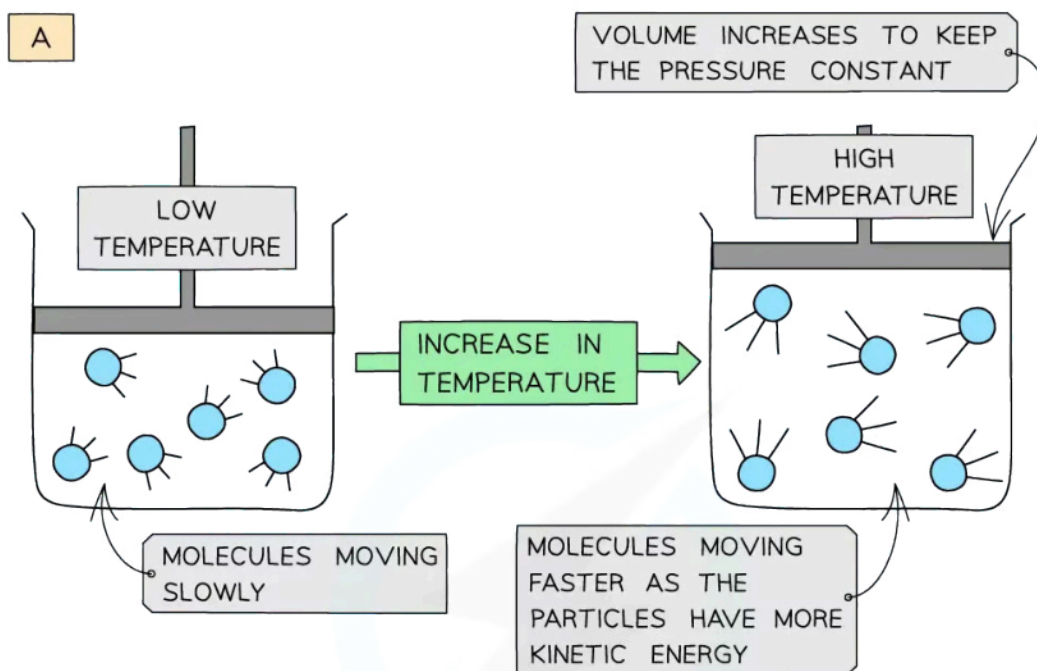 A
VOLUME INCREASES TO KEEP
THE PRESSURE CONSTANT
LOW
TEMPERATURE
HIGH
TEMPERATURE
INCREASE IN
TEMPERATURE
MOLECULES MOVING
SLOWLY
MOLECULES MOVING
FASTER AS THE
PARTICLES HAVE MORE
KINETIC ENERGY